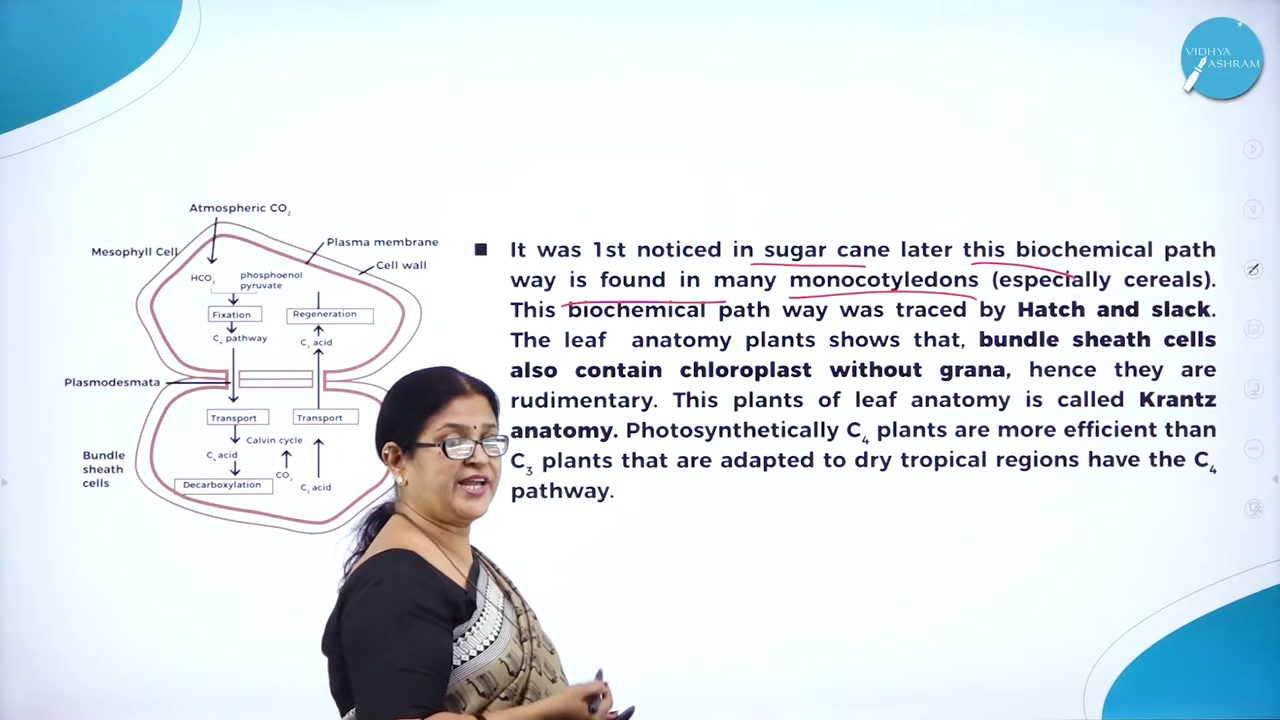 VIDHYA
ASHRAM
Atmospheric CO₂
Mesophyll Cell
Plasma membrane
Cell wall
HCO₃
phosphoenol
pyruvate
Fixation
Regeneration
C₄ pathway
C₃ acid
Plasmodesmata
Transport
Transport
Calvin cycle
C₄ acid
Bundle
sheath
cells
CO₂
Decarboxylation
C₃ acid
■ It was 1st noticed in sugar cane later this biochemical path
way is found in many monocotyledons (especially cereals).
This biochemical path way was traced by Hatch and slack.
The leaf anatomy plants shows that, bundle sheath cells
also contain chloroplast without grana, hence they are
rudimentary. This plants of leaf anatomy is called Krantz
anatomy. Photosynthetically C₄ plants are more efficient than
C₃ plants that are adapted to dry tropical regions have the C₄
pathway.